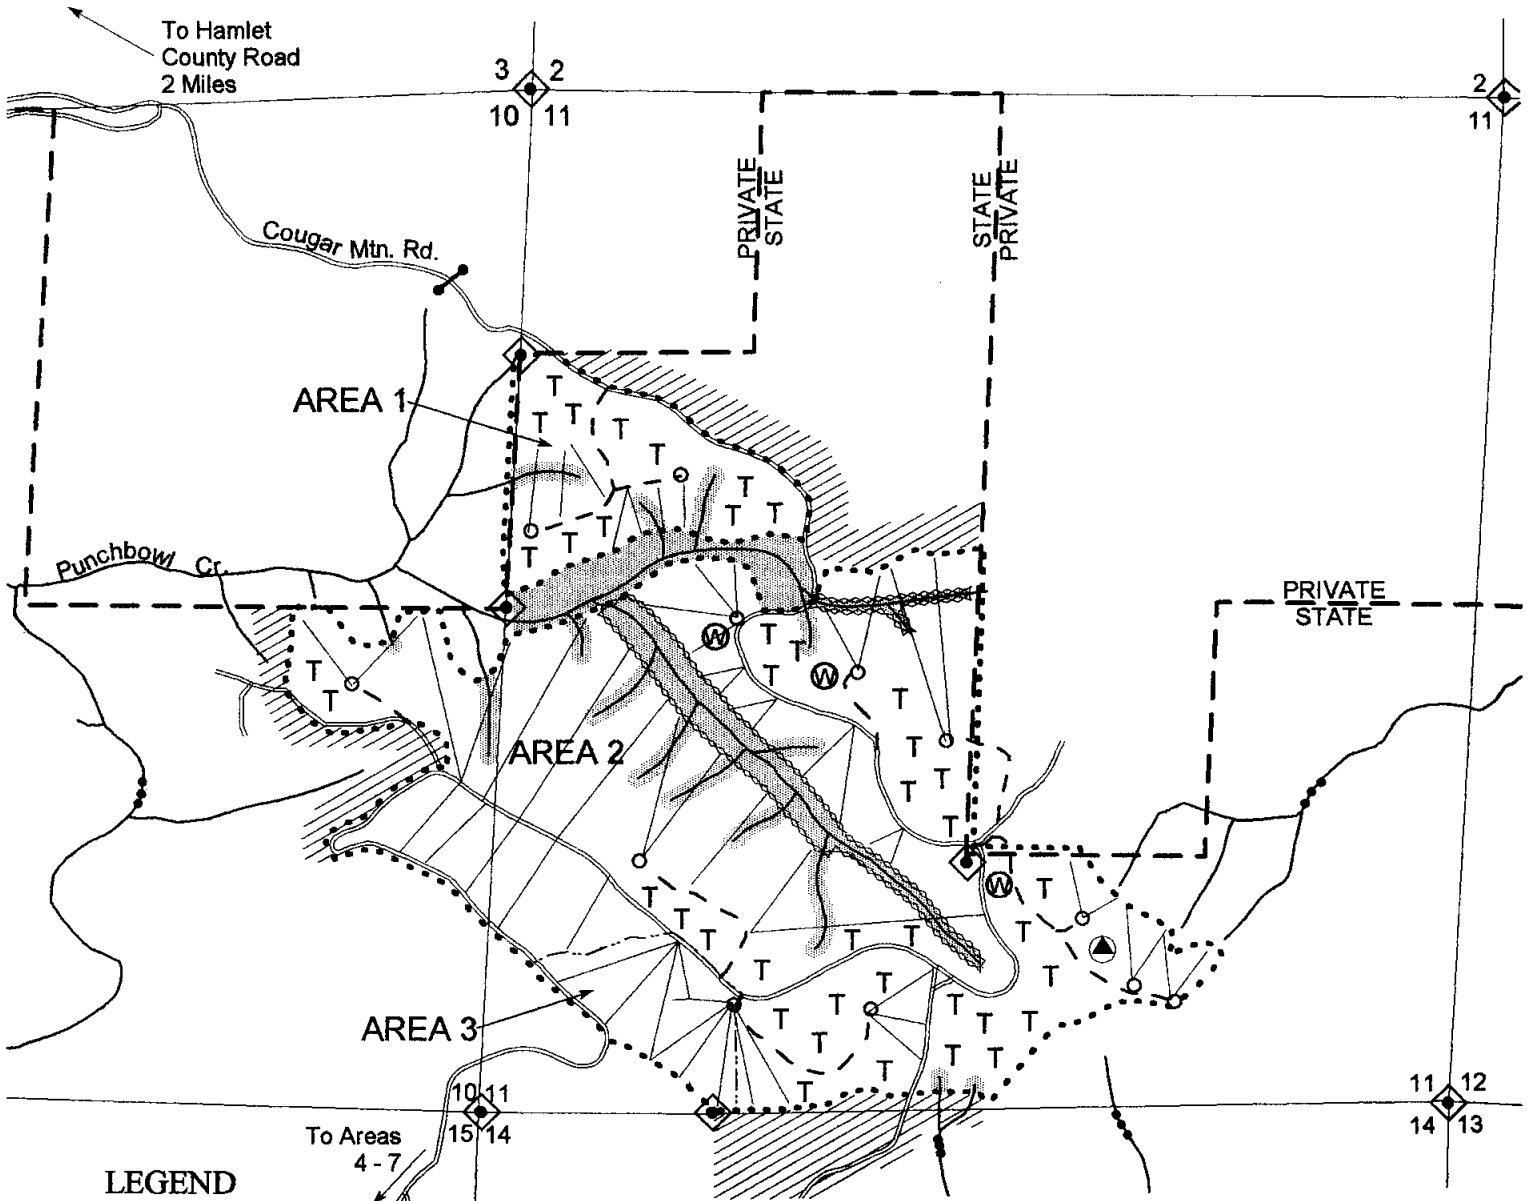 To Hamlet
County Road
2 Miles
3 2
10 11
2
11
PRIVATE
STATE
STATE
PRIVATE
Cougar Mtn. Rd.
AREA 1
T
T
T
T
T
T
T
T
T
T
T
Punchbowl Cr.
PRIVATE
STATE
W
T
T
T
W
T
T
T
AREA 2
T
T
T
T
T
W
T
T
T
T
T
T
T
T
T
T
AREA 3
T
T
T
T
T
T
T
T
T
T
10 11
15 14
11 12
14 13
To Areas
4 - 7
LEGEND